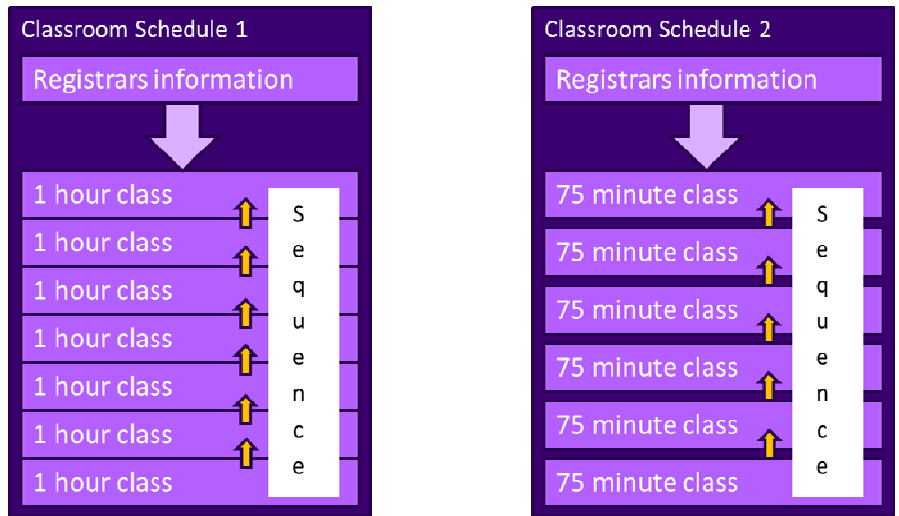 Classroom Schedule 1
Registrars information
1 hour class
1 hour class
1 hour class
1 hour class
1 hour class
1 hour class
1 hour class
Sequence
Classroom Schedule 2
Registrars information
75 minute class
75 minute class
75 minute class
75 minute class
75 minute class
75 minute class
Sequence